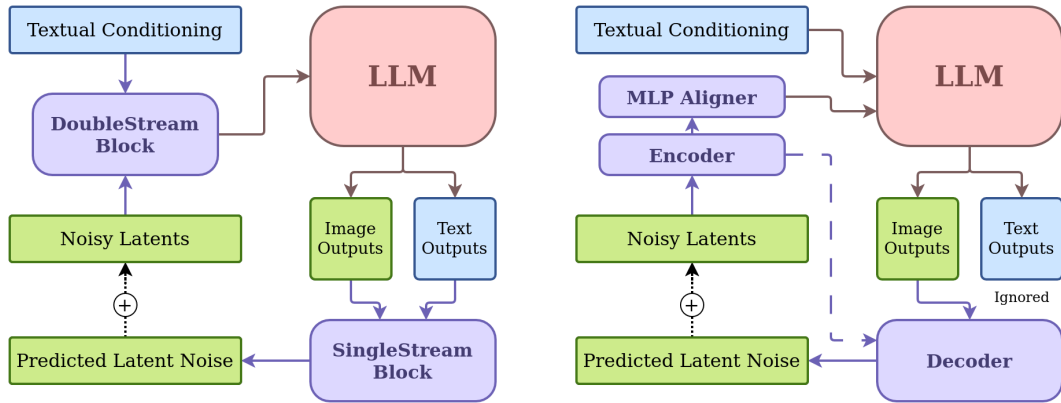 Textual Conditioning
LLM
DoubleStream
Block
Noisy Latents
Image
Outputs
Text
Outputs
+
Predicted Latent Noise
SingleStream
Block
Textual Conditioning
LLM
MLP Aligner
Encoder
Noisy Latents
Image
Outputs
Text
Outputs
Ignored
+
Predicted Latent Noise
Decoder